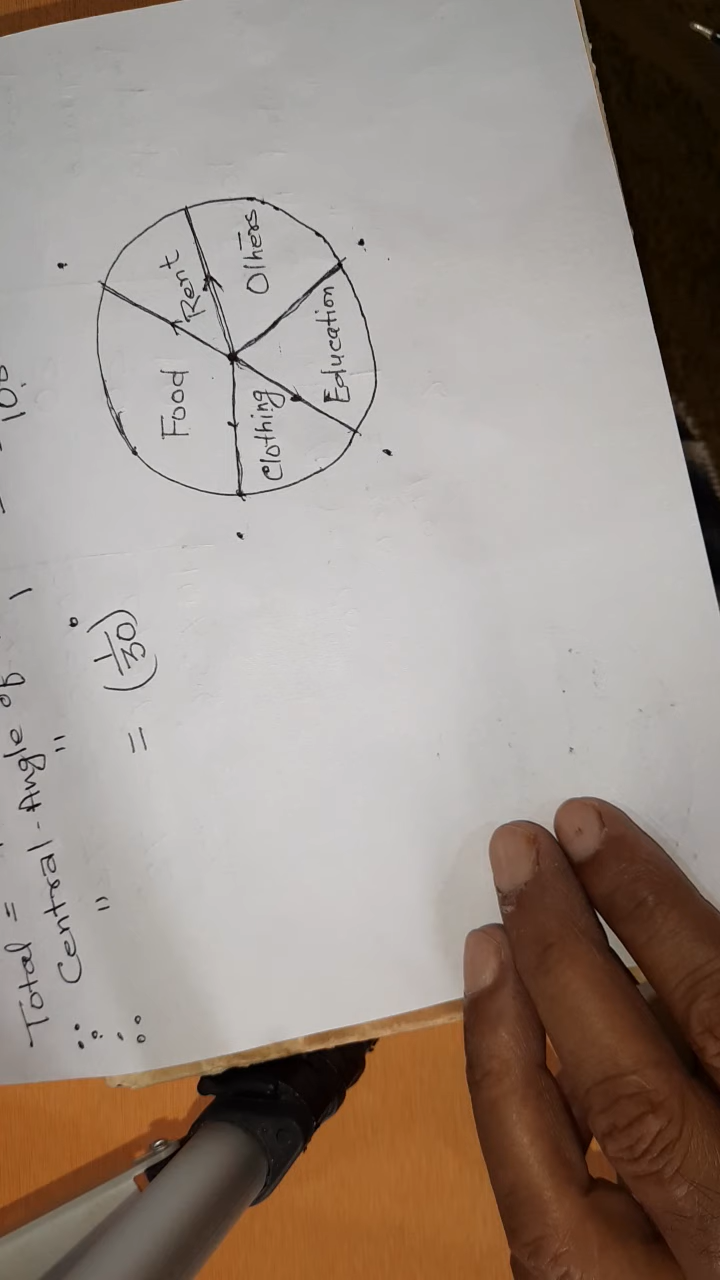 Total =
∴ Central-Angle of
" "
∴ = (1/30)°
Food
Rent
Others
Clothing
Education